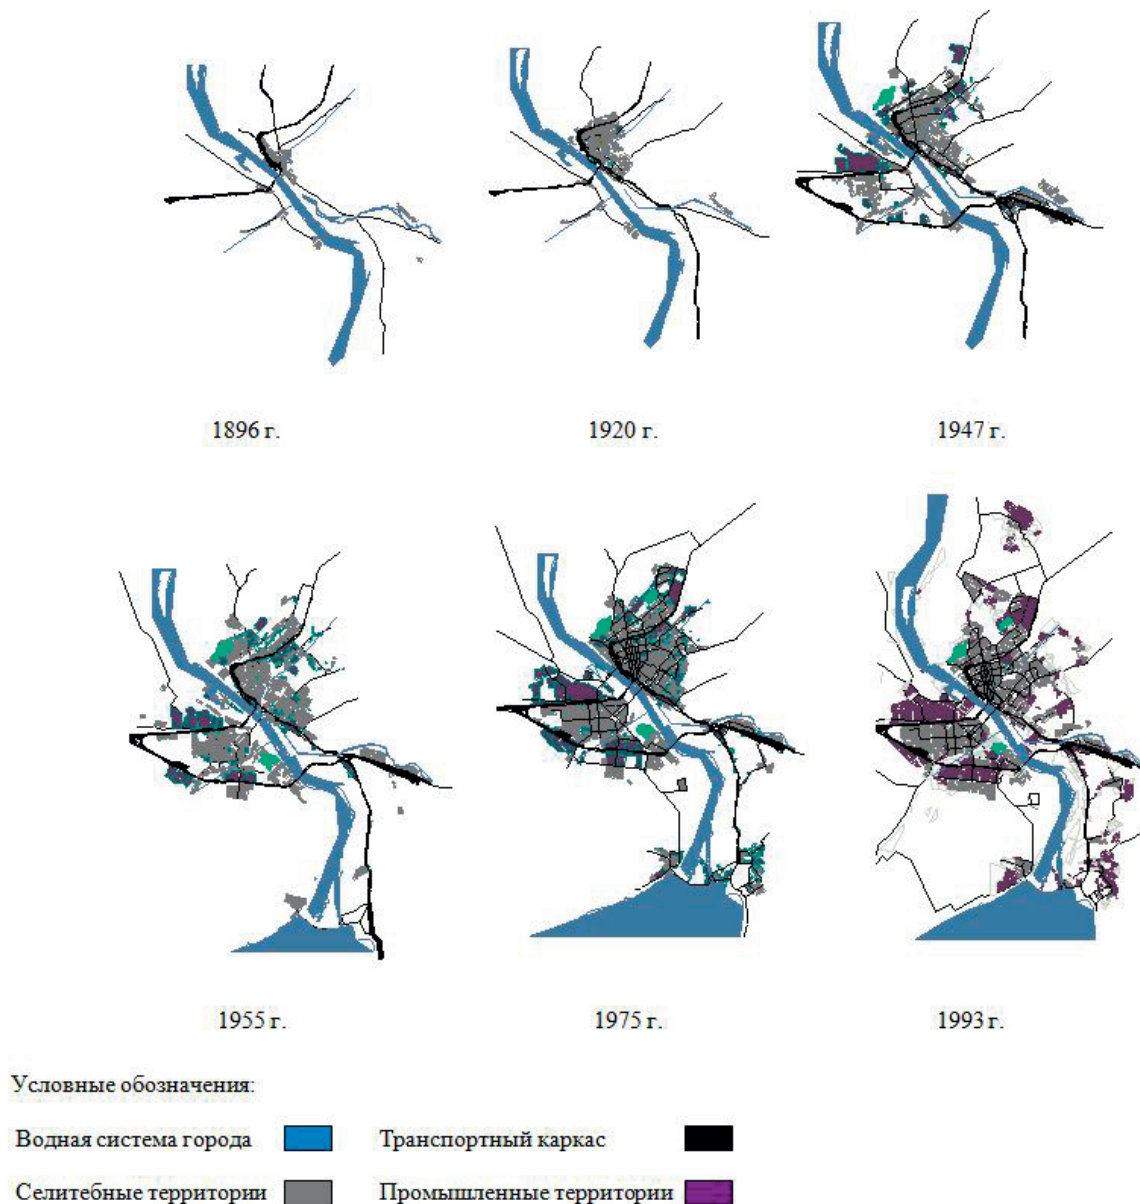 1896 г.
1920 г.
1947 г.
1955 г.
1975 г.
1993 г.
Условные обозначения:
Водная система города
Транспортный каркас
Селитебные территории
Промышленные территории